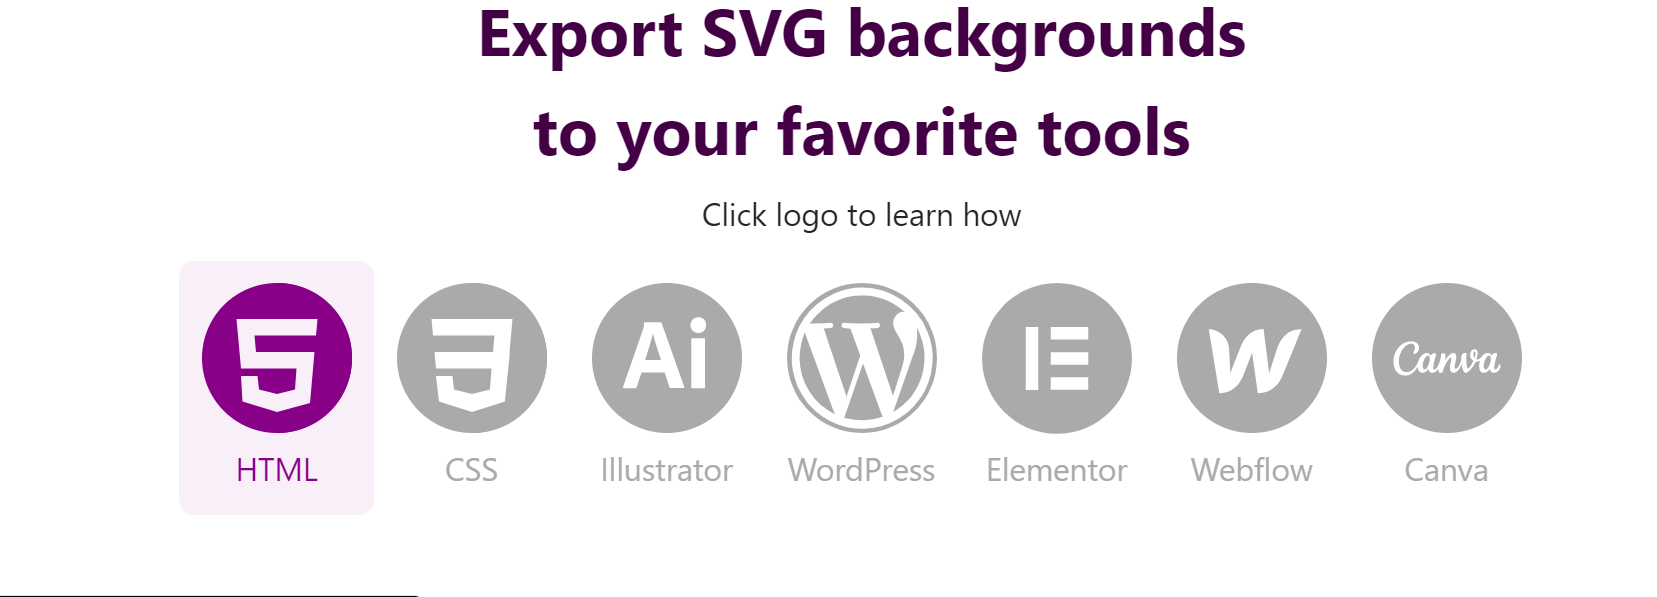 Export SVG backgrounds
to your favorite tools
Click logo to learn how
5 3 Ai W E W Canva
HTML CSS Illustrator WordPress Elementor Webflow Canva